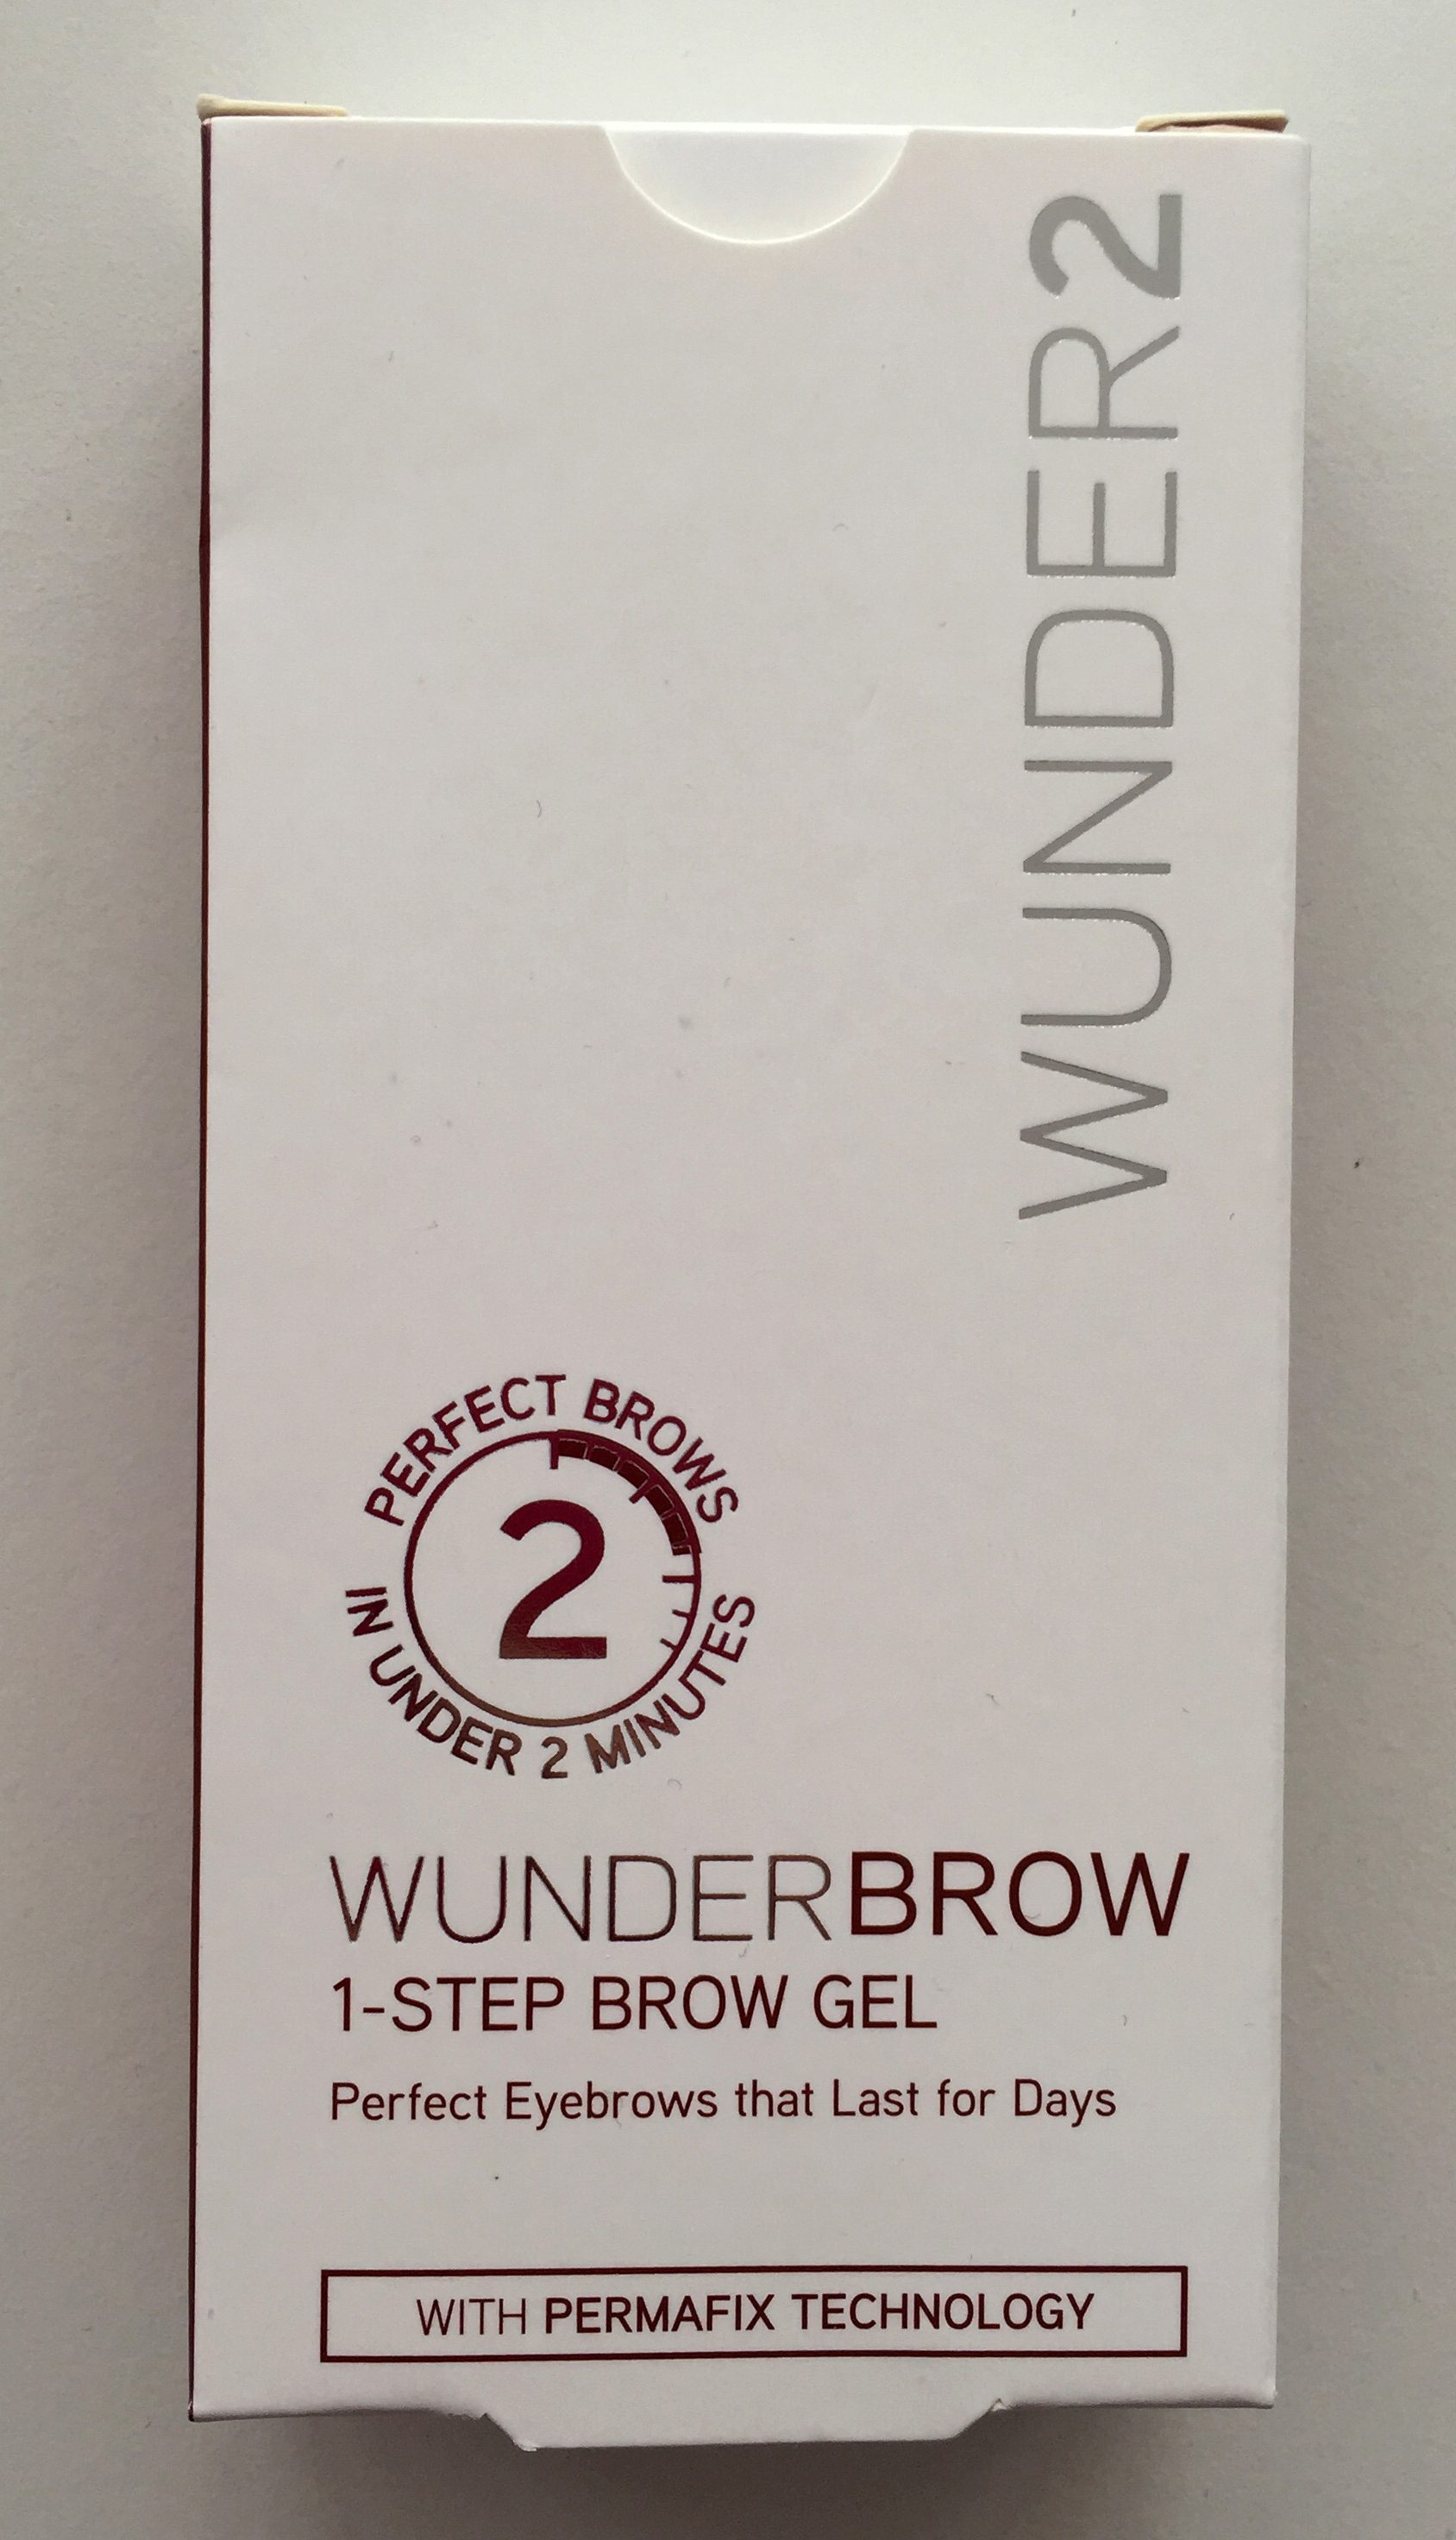 WUNDER2
PERFECT BROWS
2
IN UNDER 2 MINUTES
WUNDERBROW
1-STEP BROW GEL
Perfect Eyebrows that Last for Days
WITH PERMAFIX TECHNOLOGY